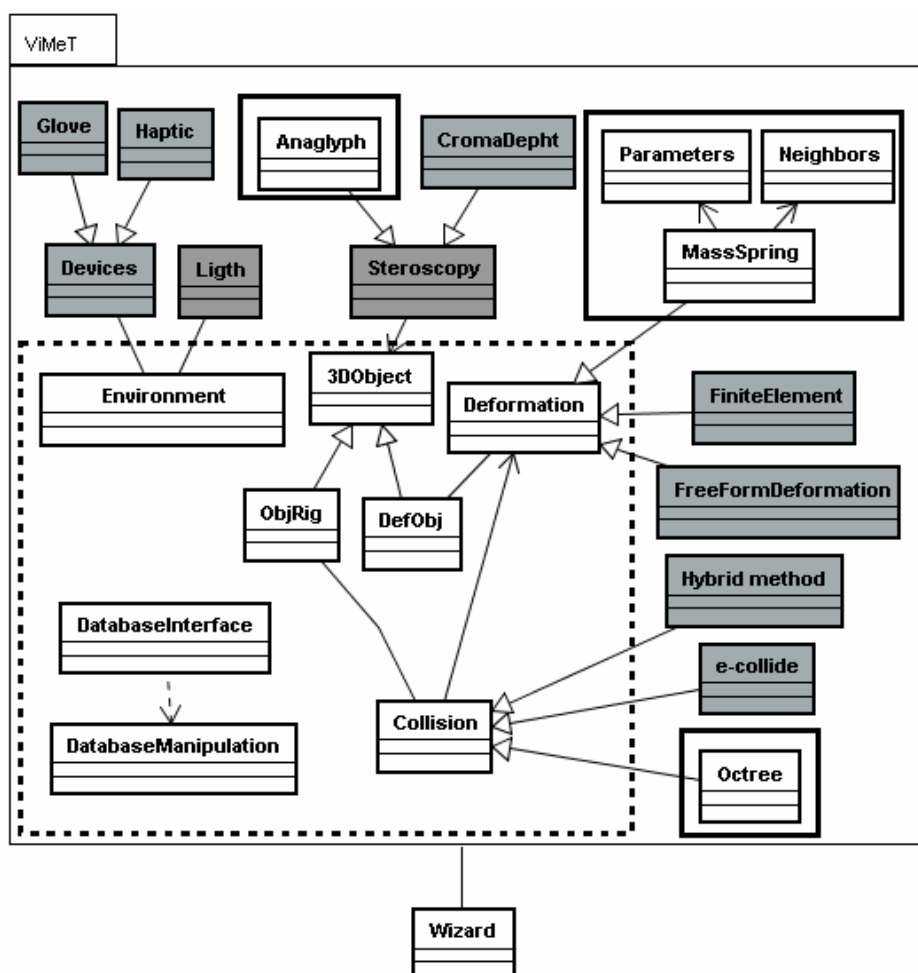 ViMeT
Glove
Haptic
Anaglyph
CromaDepht
Parameters
Neighbors
Devices
Ligth
Steroscopy
MassSpring
Environment
3DObject
Deformation
FiniteElement
FreeFormDeformation
ObjRig
DefObj
Hybrid method
DatabaseInterface
e-collide
DatabaseManipulation
Collision
Octree
Wizard